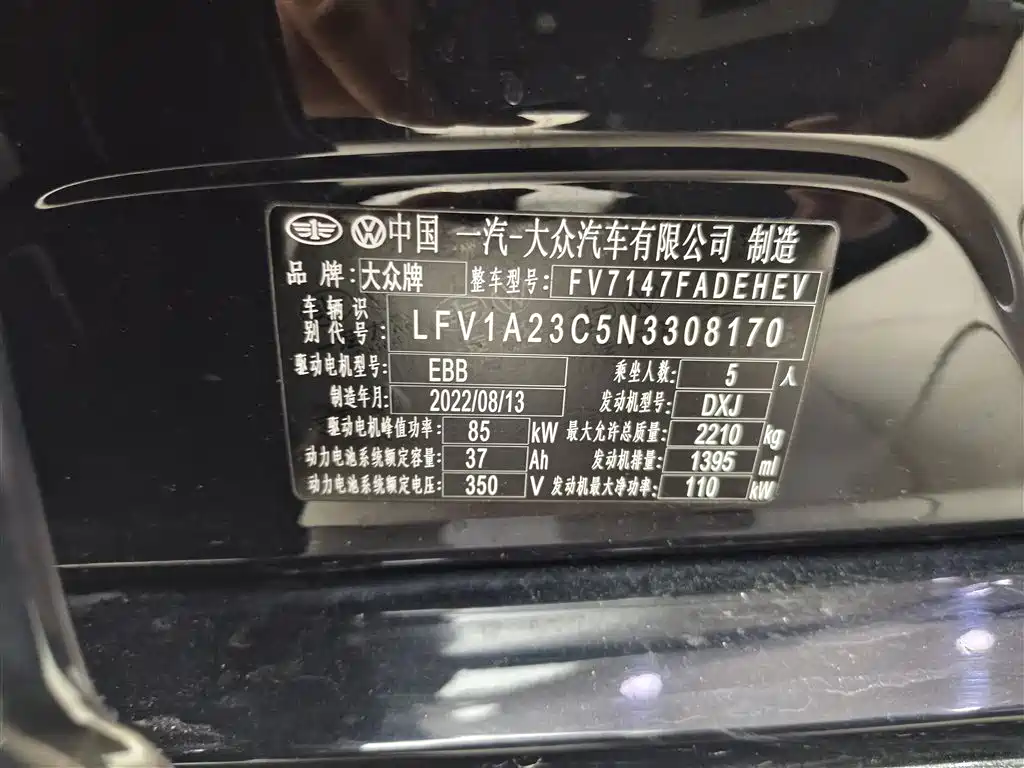 中国 一汽-大众汽车有限公司 制造
品 牌: 大众牌 整车型号: FV7147FADEHEV
车 辆 识
别 代 号: LFV1A23C5N3308170
驱动电机型号: EBB 乘坐人数: 5 人
制造年月: 2022/08/13 发动机型号: DXJ
驱动电机峰值功率: 85 kW 最大允许总质量: 2210 kg
动力电池系统额定容量: 37 Ah 发动机排量: 1395 ml
动力电池系统额定电压: 350 V 发动机最大净功率: 110 kW